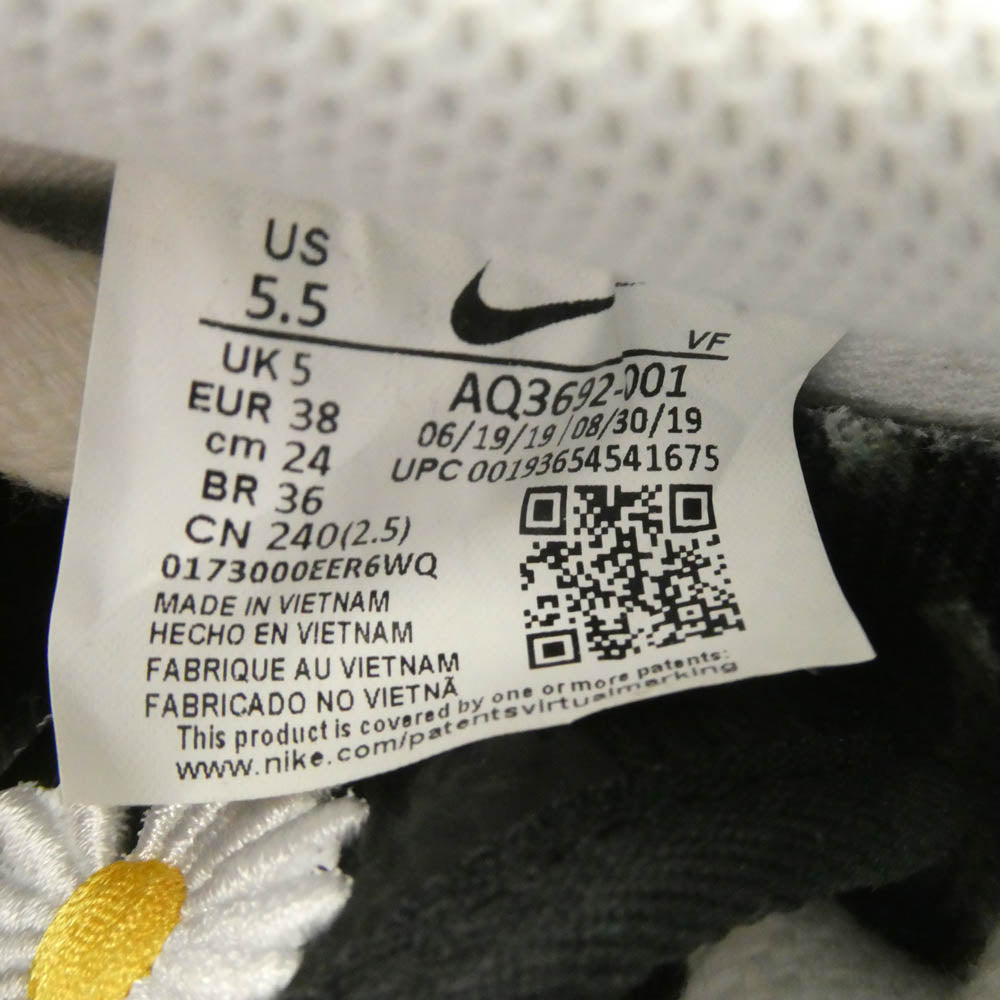 US
5.5
UK 5
EUR 38
cm 24
BR 36
CN 240(2.5)
0173000EER6WQ
MADE IN VIETNAM
HECHO EN VIETNAM
FABRIQUE AU VIETNAM
FABRICADO NO VIETNÃ
VF
AQ3692-001
06/19/19/08/30/19
UPC 00193654541675
This product is covered by one or more patents:
www.nike.com/patentsvirtualmarking